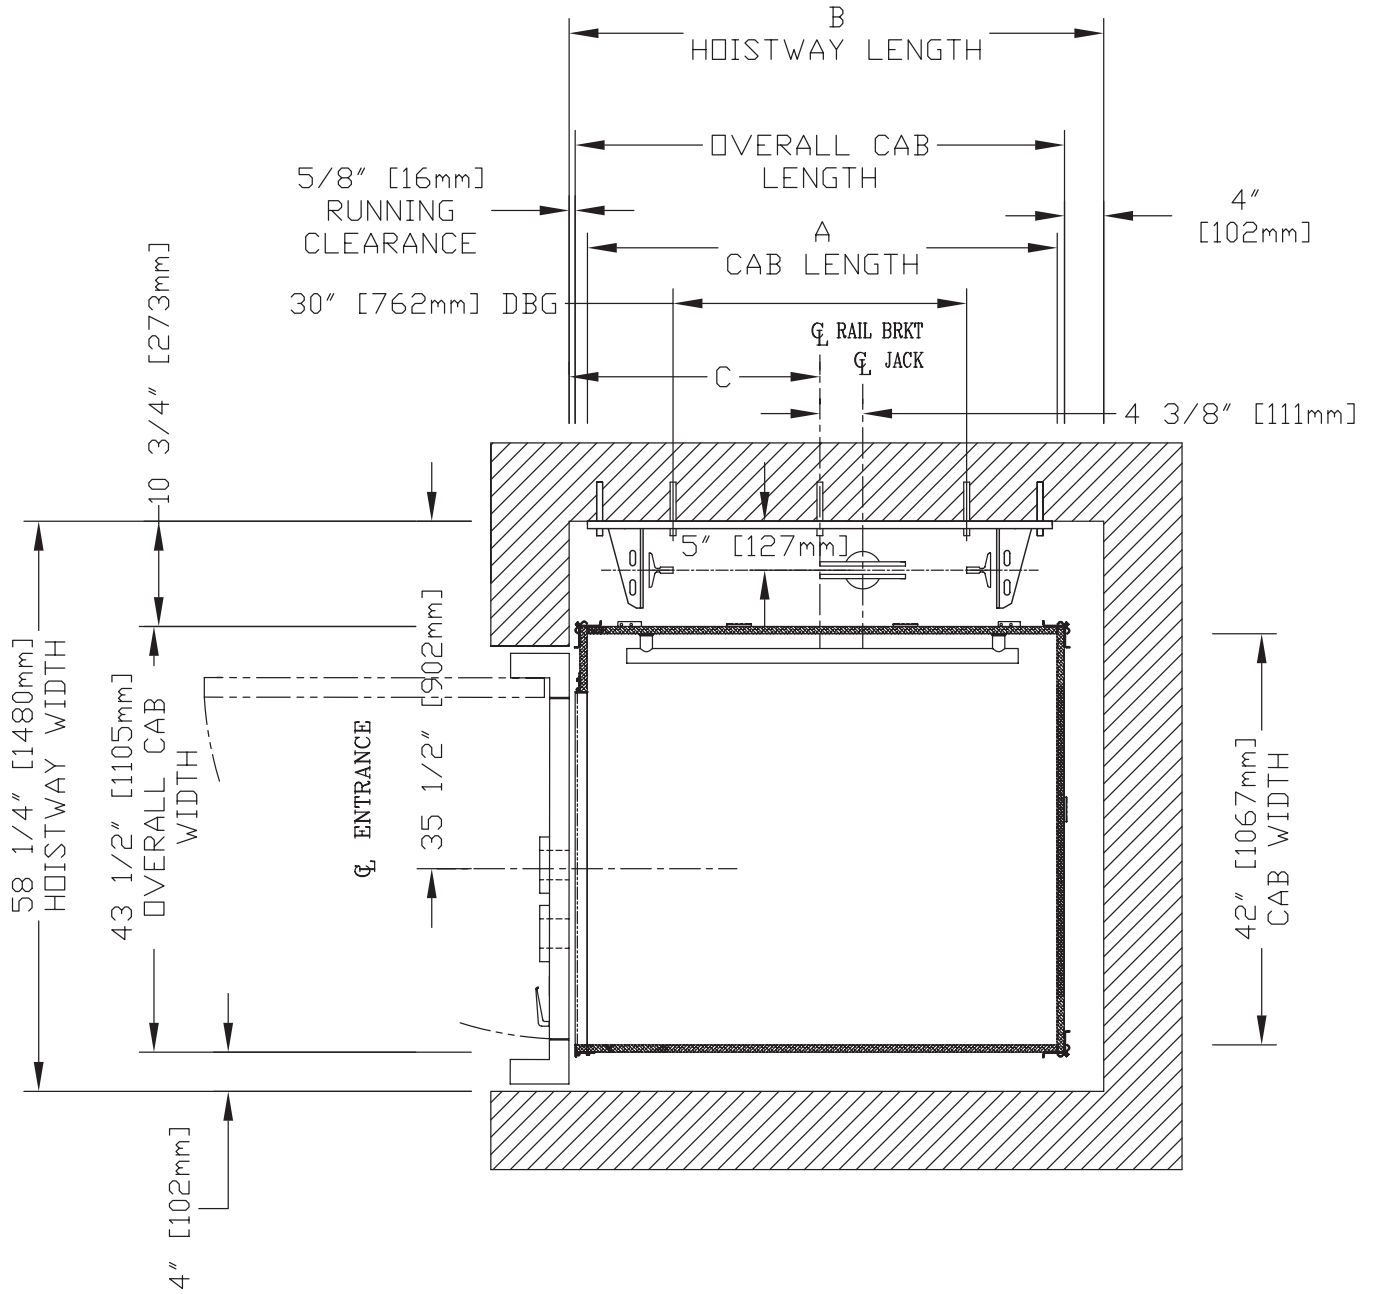 B
HOISTWAY LENGTH
OVERALL CAB
LENGTH
5/8" [16mm]
RUNNING
CLEARANCE
4"
[102mm]
A
CAB LENGTH
30" [762mm] DBG
℄ RAIL BRKT
℄ JACK
C
4 3/8" [111mm]
10 3/4" [273mm]
5" [127mm]
58 1/4" [1480mm]
HOISTWAY WIDTH
43 1/2" [1105mm]
OVERALL CAB
WIDTH
℄ ENTRANCE
35 1/2" [902mm]
42" [1067mm]
CAB WIDTH
4" [102mm]